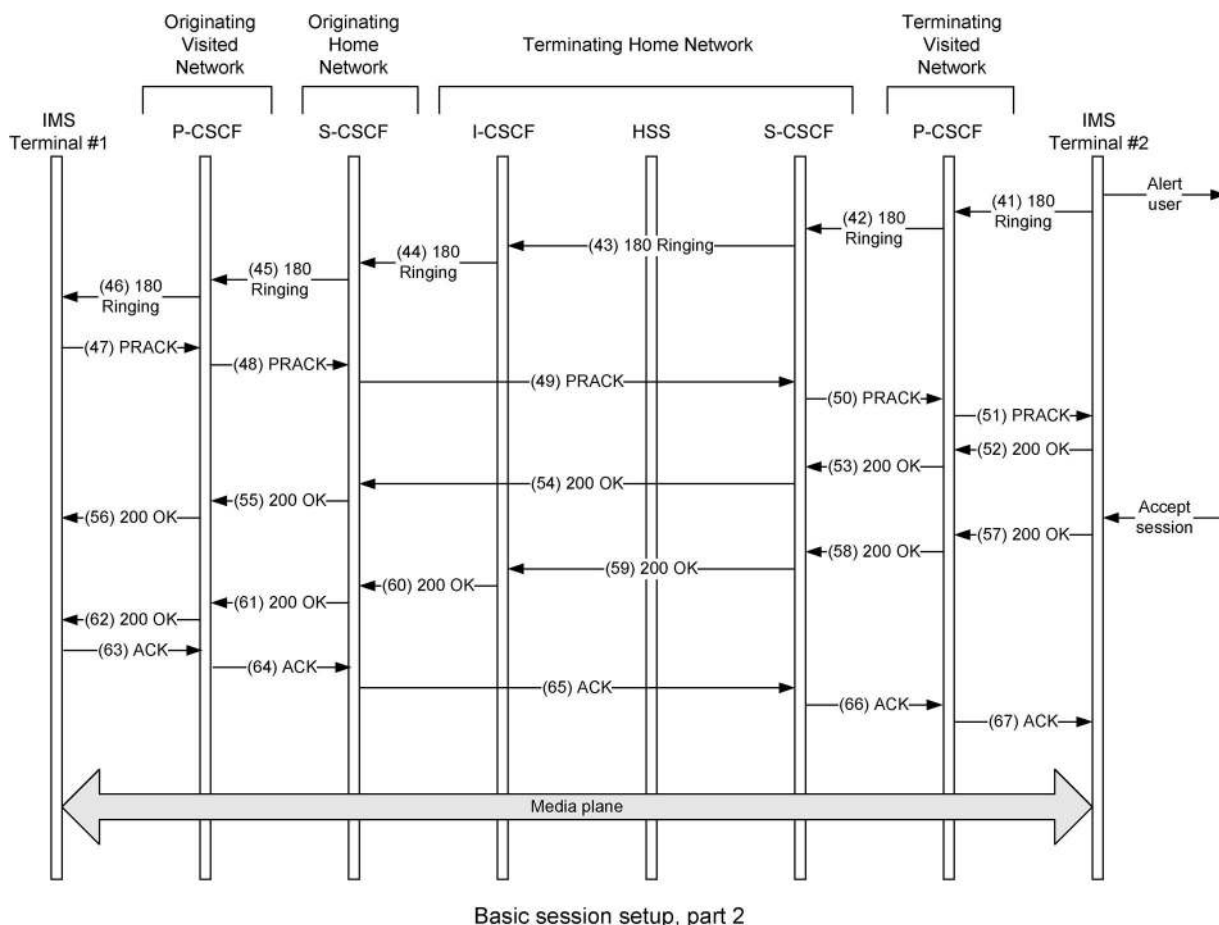 Originating
Visited
Network
Originating
Home
Network
Terminating Home Network
Terminating
Visited
Network
IMS
Terminal #1
P-CSCF
S-CSCF
I-CSCF
HSS
S-CSCF
P-CSCF
IMS
Terminal #2
Alert
user
(41) 180
Ringing
(42) 180
Ringing
(43) 180 Ringing
(44) 180
Ringing
(45) 180
Ringing
(46) 180
Ringing
(47) PRACK
(48) PRACK
(49) PRACK
(50) PRACK
(51) PRACK
(52) 200 OK
(53) 200 OK
(54) 200 OK
(55) 200 OK
(56) 200 OK
Accept
session
(57) 200 OK
(58) 200 OK
(59) 200 OK
(60) 200 OK
(61) 200 OK
(62) 200 OK
(63) ACK
(64) ACK
(65) ACK
(66) ACK
(67) ACK
Media plane
Basic session setup, part 2